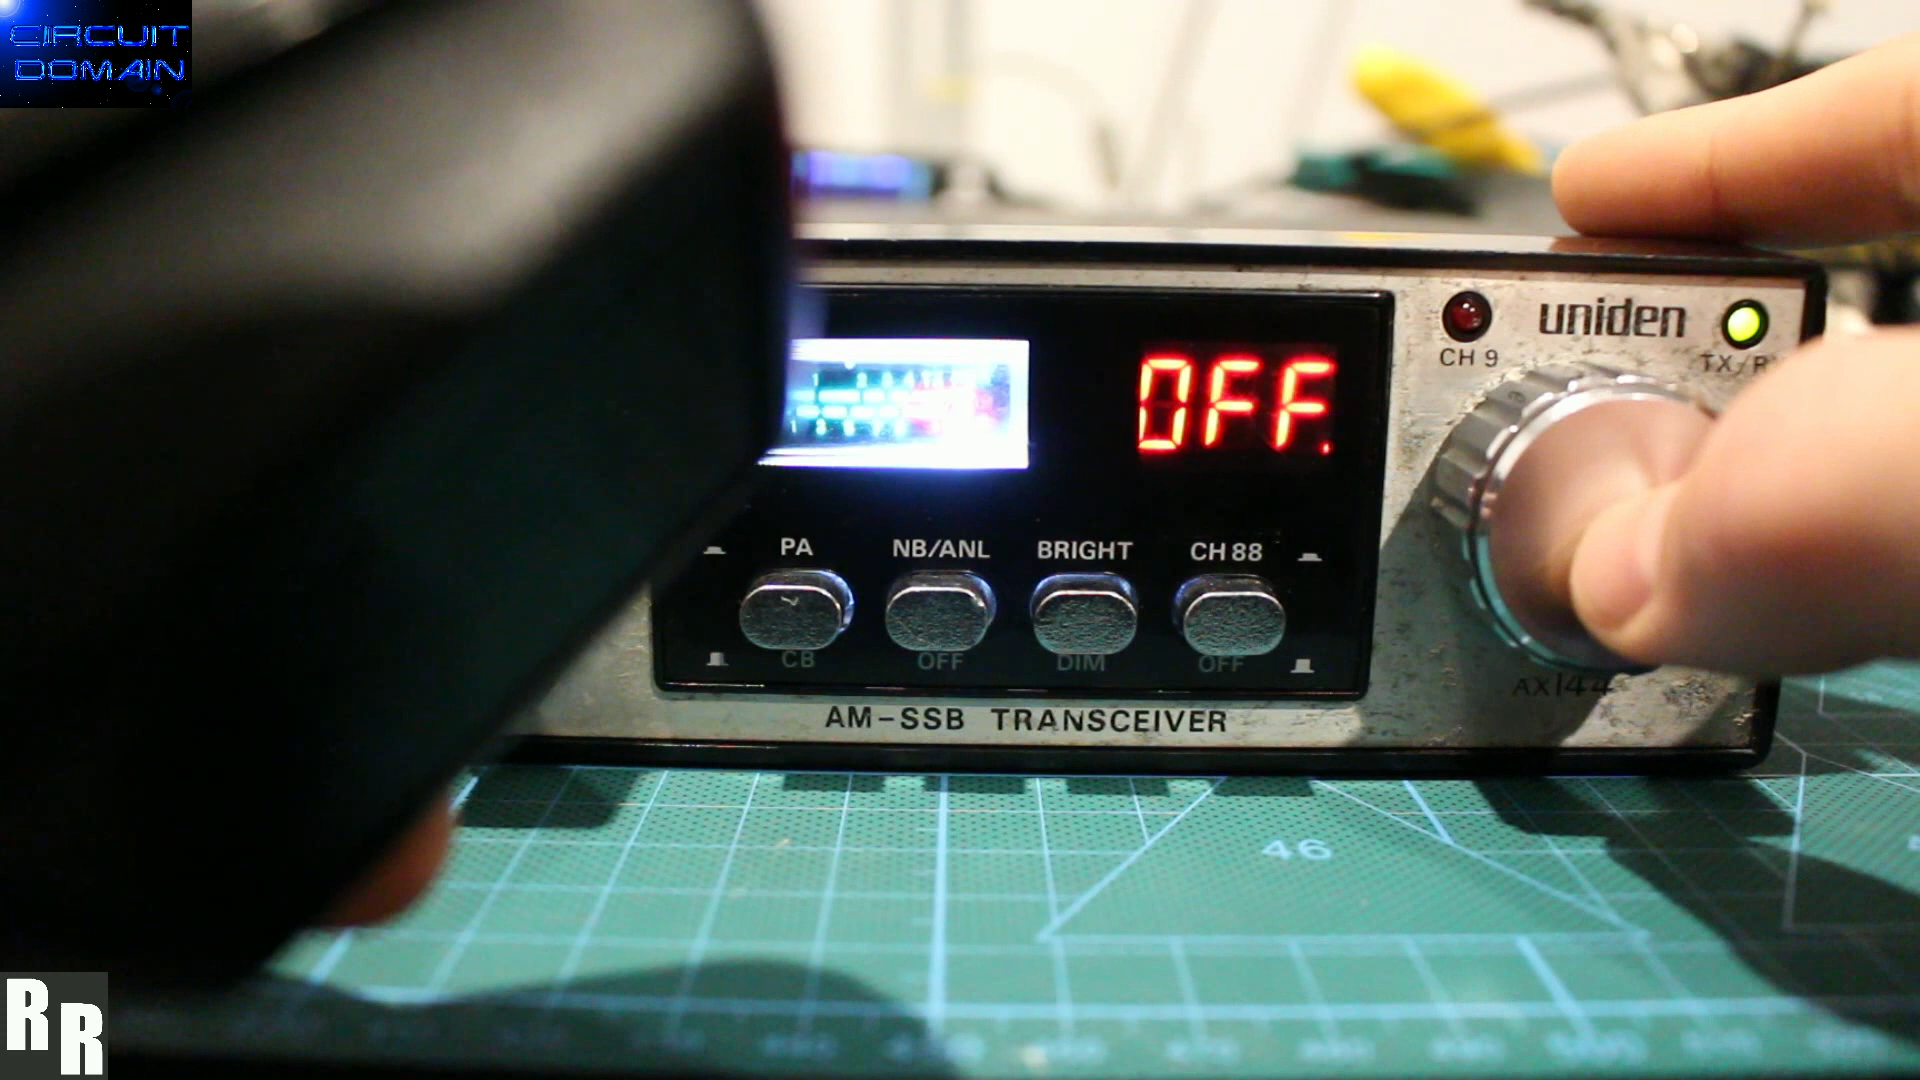 CIRCUIT
DOMAIN
uniden
CH 9
TX/R
OFF.
PA
NB/ANL
BRIGHT
CH 88
CB
OFF
DIM
OFF
AX144
AM-SSB TRANSCEIVER
46
R
R